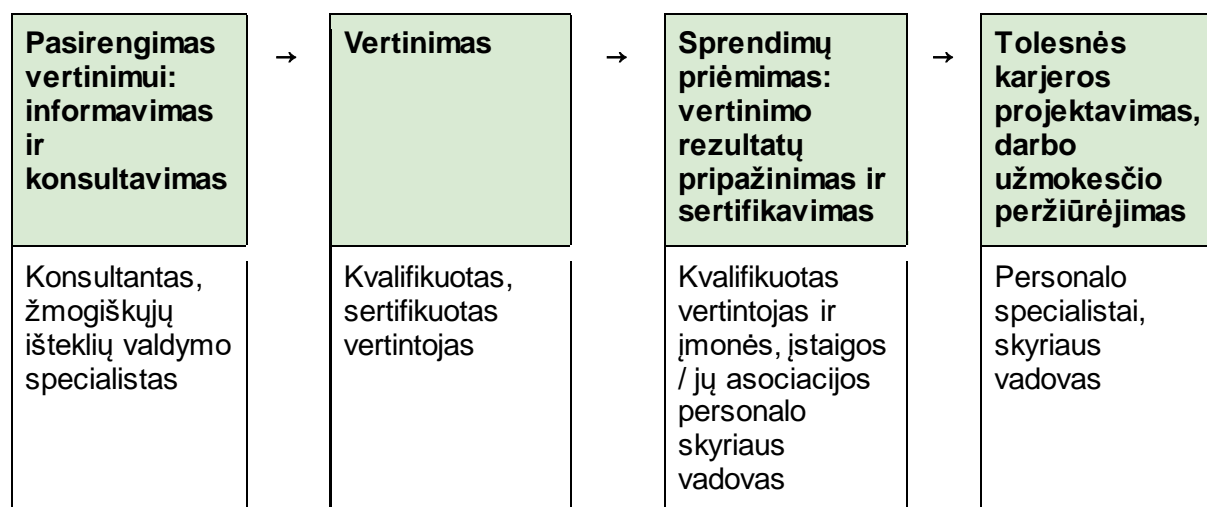 Pasirengimas
vertinimui:
informavimas
ir
konsultavimas
→
Vertinimas
→
Sprendimų
priėmimas:
vertinimo
rezultatų
pripažinimas ir
sertifikavimas
→
Tolesnės
karjeros
projektavimas,
darbo
užmokesčio
peržiūrėjimas
Konsultantas,
žmogiškųjų
išteklių valdymo
specialistas
Kvalifikuotas,
sertifikuotas
vertintojas
Kvalifikuotas
vertintojas ir
įmonės, įstaigos
/ jų asociacijos
personalo
skyriaus
vadovas
Personalo
specialistai,
skyriaus
vadovas